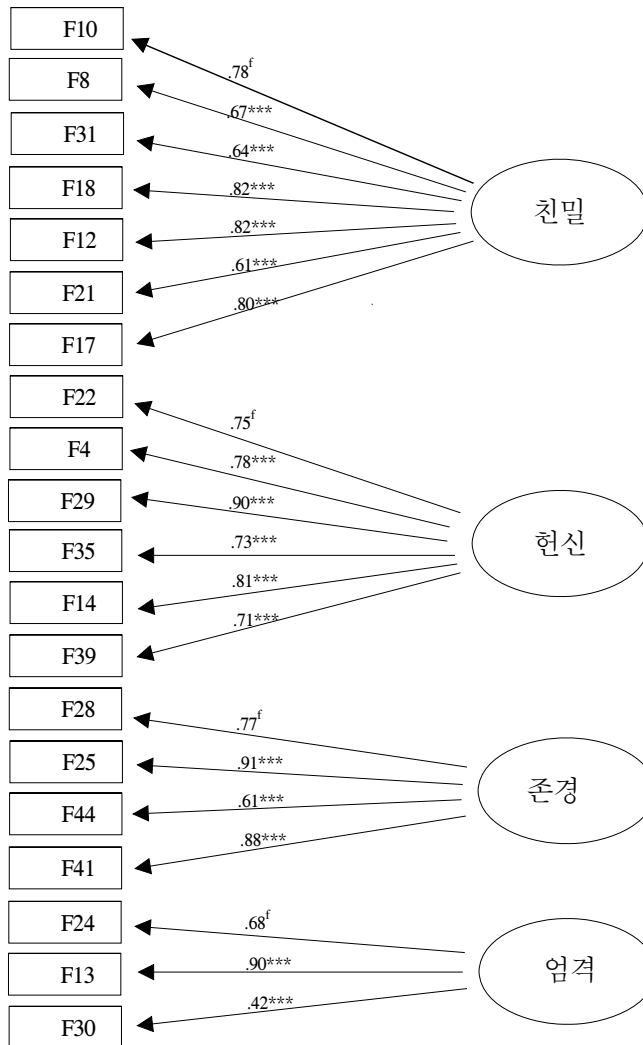 F10
.78f
F8
.67***
F31
.64***
F18
.82***
친밀
F12
.82***
F21
.61***
F17
.80***
F22
.75f
F4
.78***
F29
.90***
F35
.73***
헌신
F14
.81***
F39
.71***
F28
.77f
F25
.91***
존경
F44
.61***
F41
.88***
F24
.68f
F13
.90***
엄격
F30
.42***